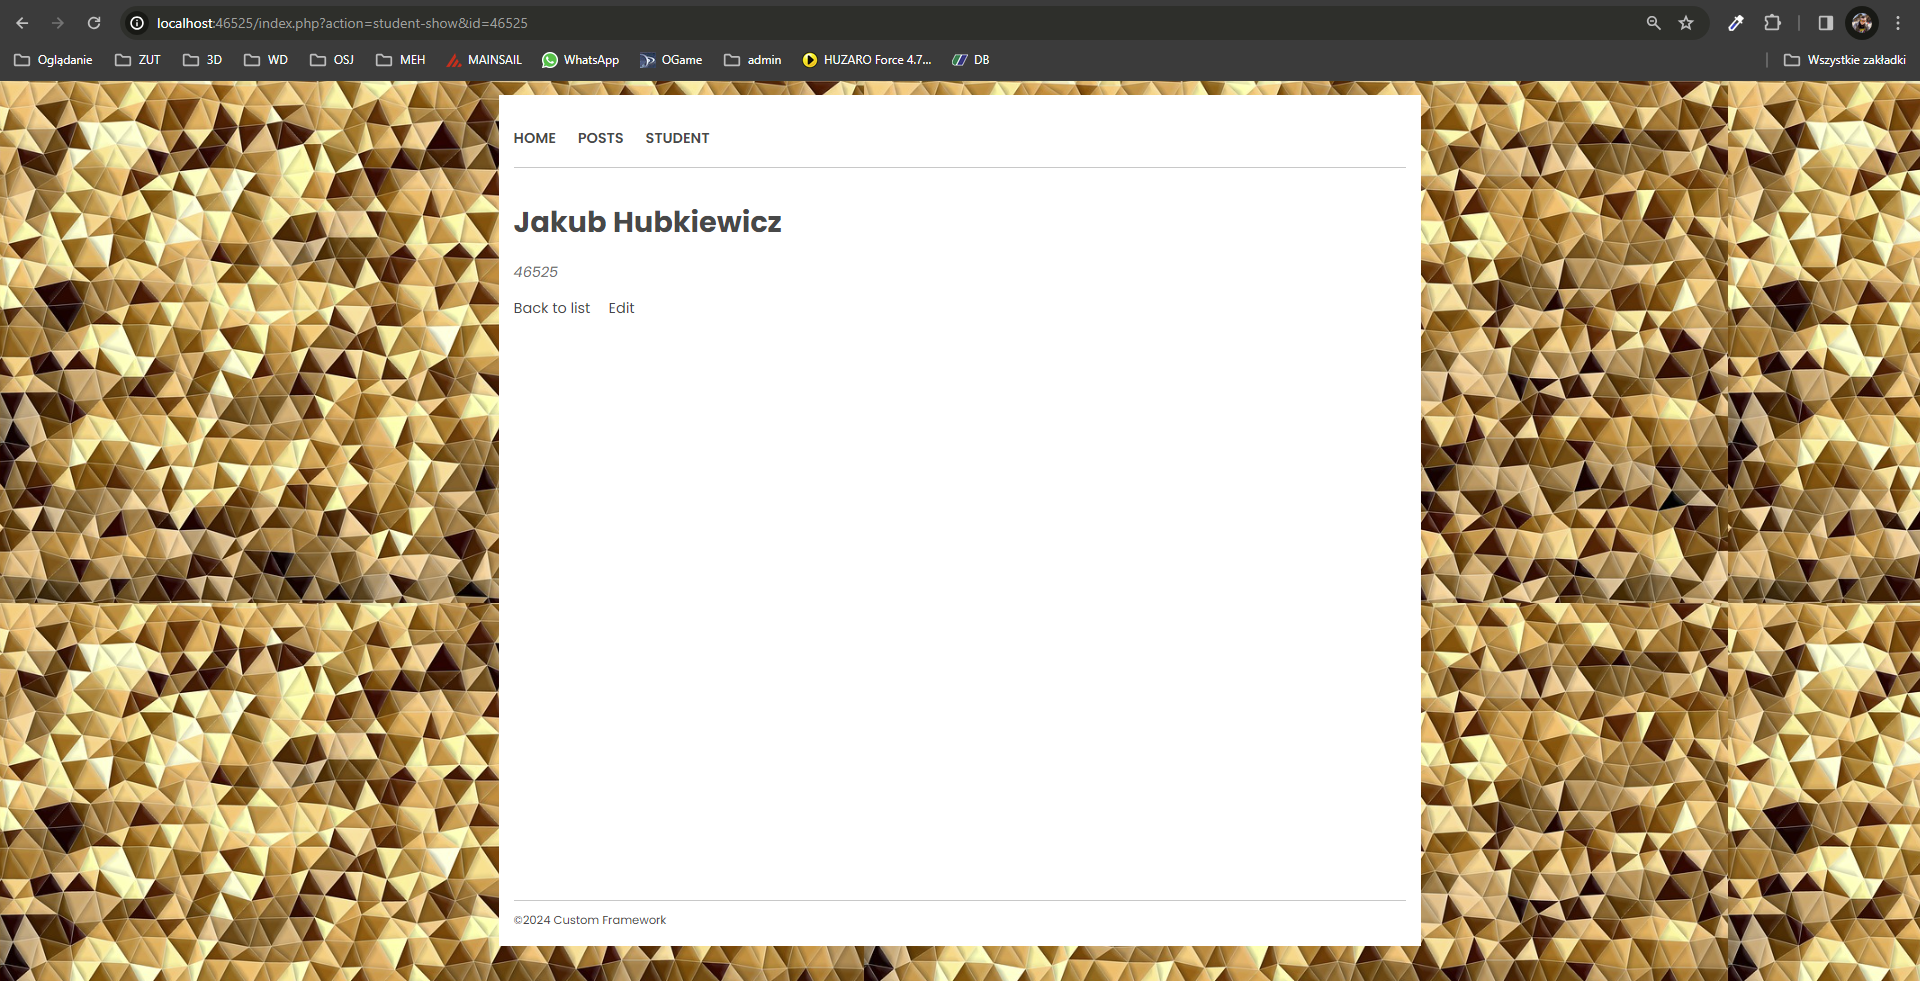 localhost:46525/index.php?action=student-show&id=46525
Oglądanie ZUT 3D WD OSJ MEH MAINSAIL WhatsApp OGame admin HUZARO Force 4.7... DB Wszystkie zakładki
HOME POSTS STUDENT
Jakub Hubkiewicz
46525
Back to list Edit
©2024 Custom Framework